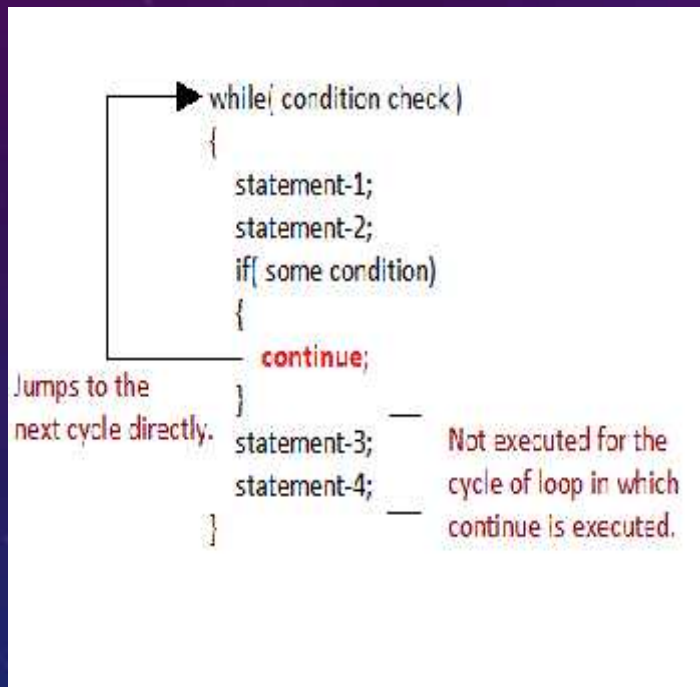 while( condition check )
{
statement-1;
statement-2;
if( some condition)
{
continue;
}
Jumps to the
next cycle directly.
statement-3;
statement-4;
}
Not executed for the
cycle of loop in which
continue is executed.